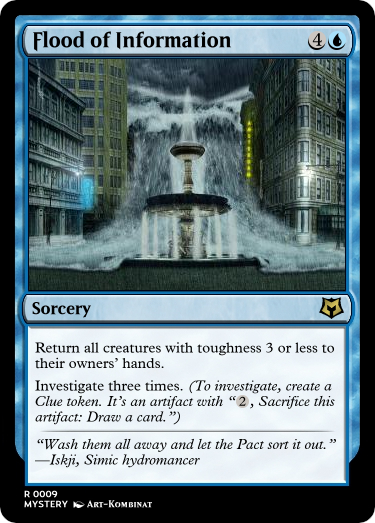 Flood of Information 4
Sorcery
Return all creatures with toughness 3 or less to
their owners' hands.
Investigate three times. (To investigate, create a
Clue token. It's an artifact with “2, Sacrifice this
artifact: Draw a card.”)
“Wash them all away and let the Pact sort it out.”
—Iskji, Simic hydromancer
R 0009
MYSTERY Art-Kombinat